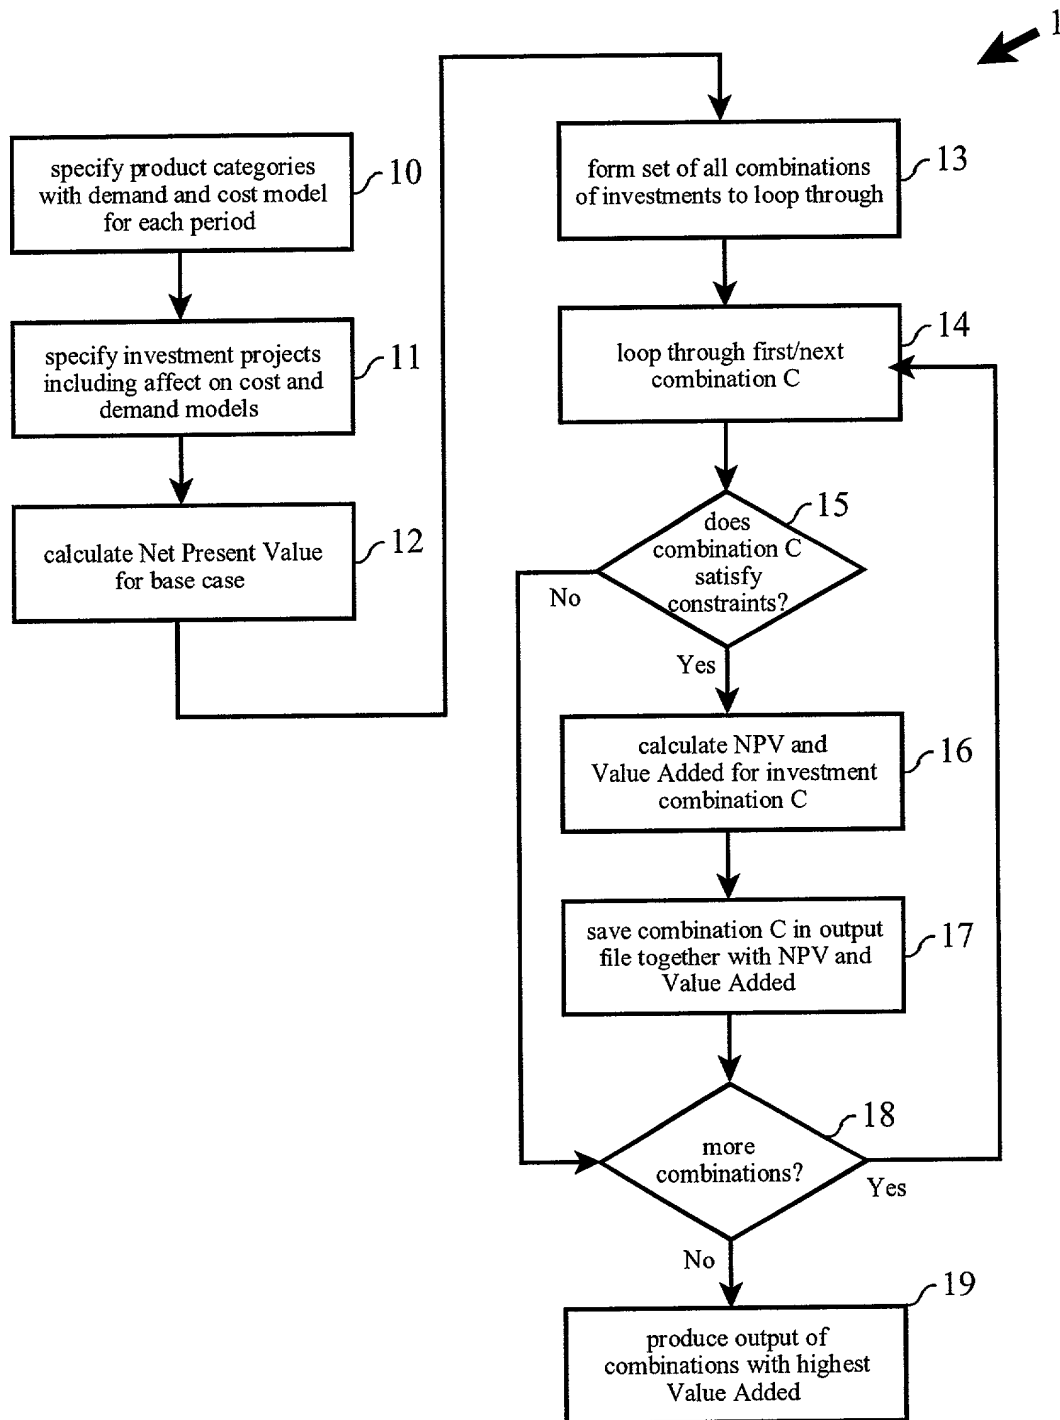 1
specify product categories
with demand and cost model
for each period
10
specify investment projects
including affect on cost and
demand models
11
calculate Net Present Value
for base case
12
form set of all combinations
of investments to loop through
13
loop through first/next
combination C
14
does
combination C
satisfy
constraints?
15
No
Yes
calculate NPV and
Value Added for investment
combination C
16
save combination C in output
file together with NPV and
Value Added
17
more
combinations?
18
Yes
No
produce output of
combinations with highest
Value Added
19